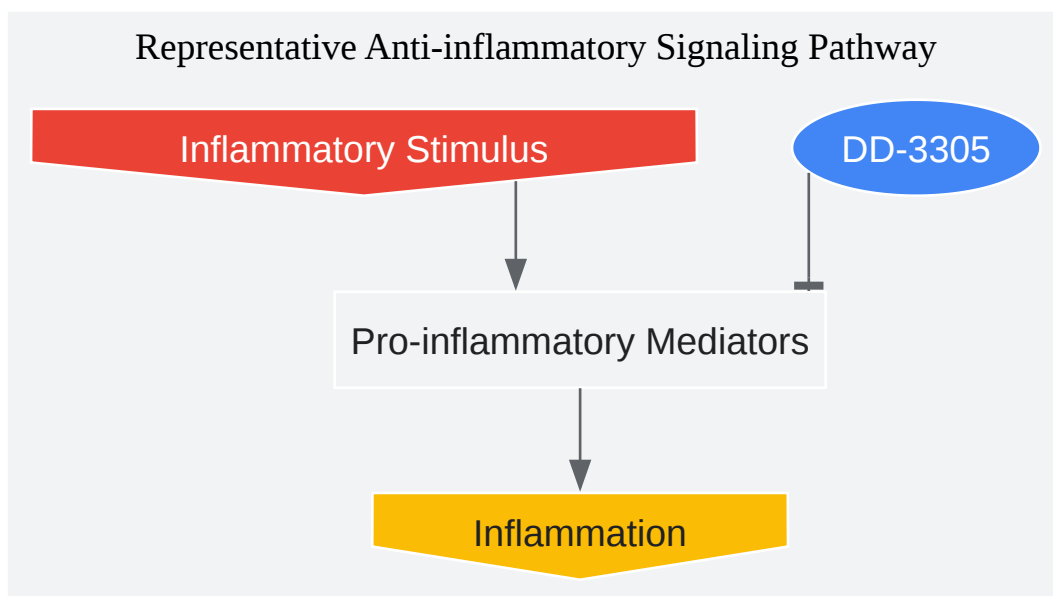 Representative Anti-inflammatory Signaling Pathway
Inflammatory Stimulus
DD-3305
Pro-inflammatory Mediators
Inflammation